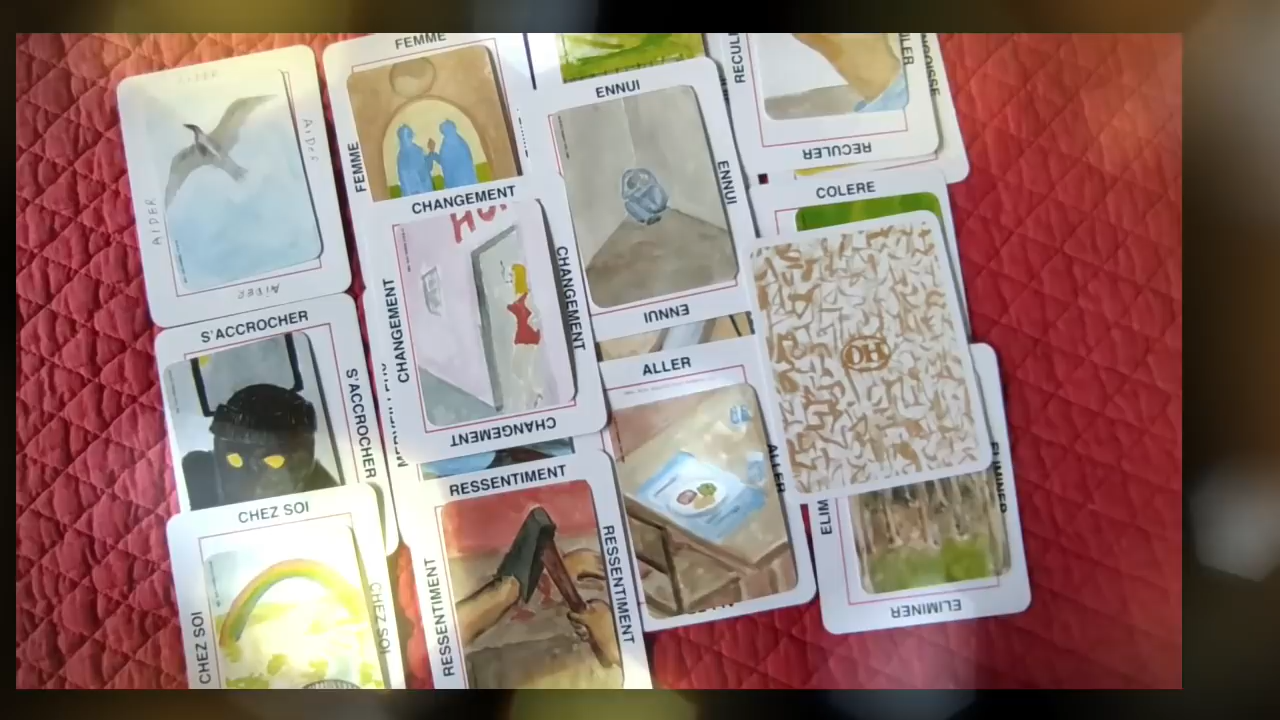 AIDER
AIDER
AIDER
FEMME
FEMME
ENNUI
ENNUI
ENNUI
RECULER
RECULER
COLERE
CHANGEMENT
CHANGEMENT
CHANGEMENT
CHANGEMENT
S'ACCROCHER
S'ACCROCHER
ALLER
ALLER
OH
CHEZ SOI
CHEZ SOI
CHEZ SOI
RESSENTIMENT
RESSENTIMENT
RESSENTIMENT
ELIMINER
ELIMINER